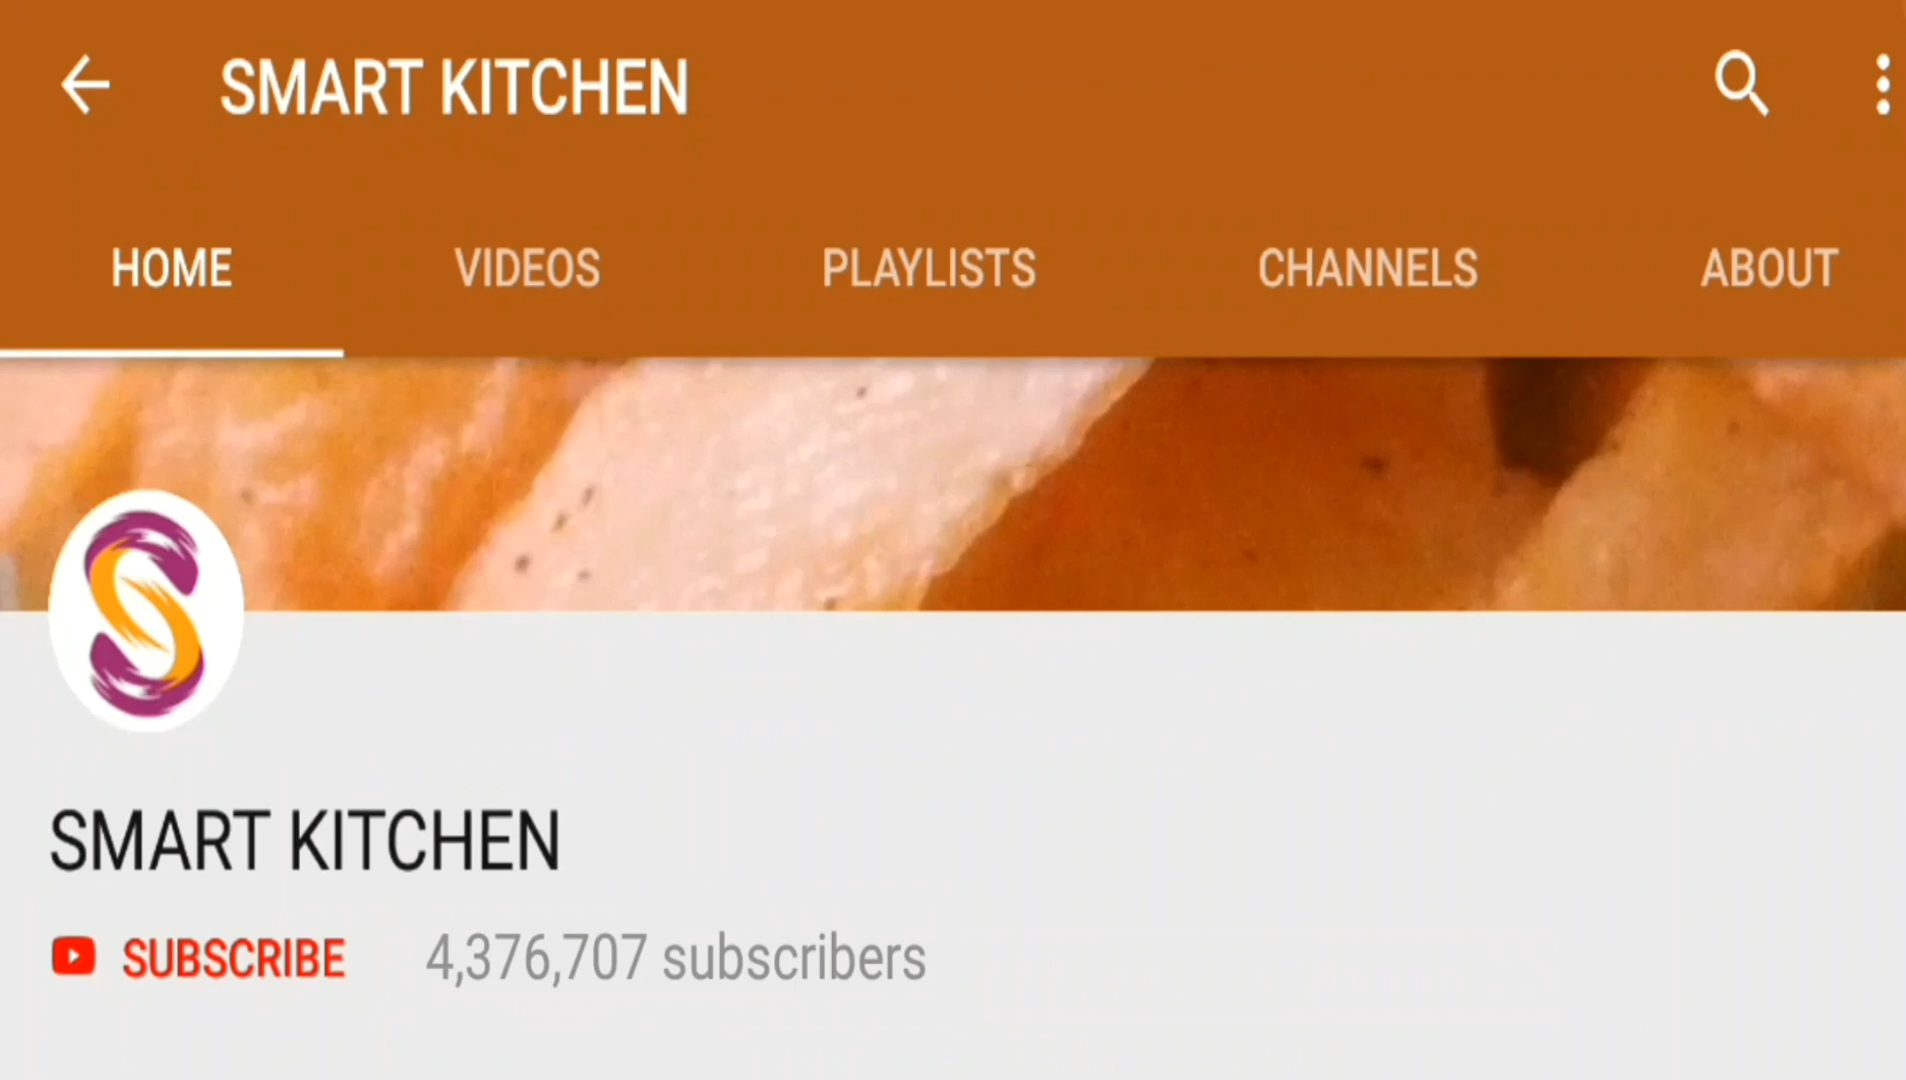 SMART KITCHEN
HOME VIDEOS PLAYLISTS CHANNELS ABOUT
SMART KITCHEN
SUBSCRIBE 4,376,707 subscribers